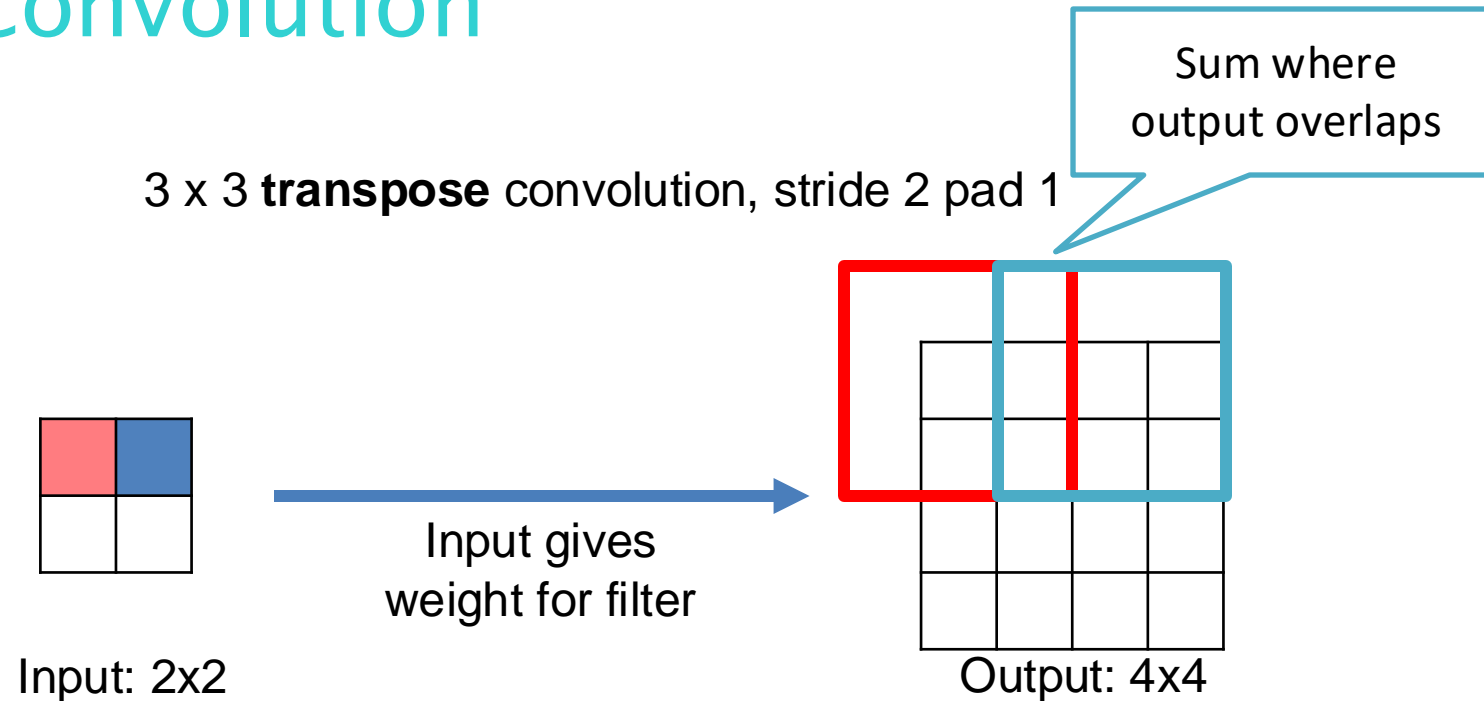 Convolution
Sum where
output overlaps
3 x 3 transpose convolution, stride 2 pad 1
Input gives
weight for filter
Input: 2x2
Output: 4x4